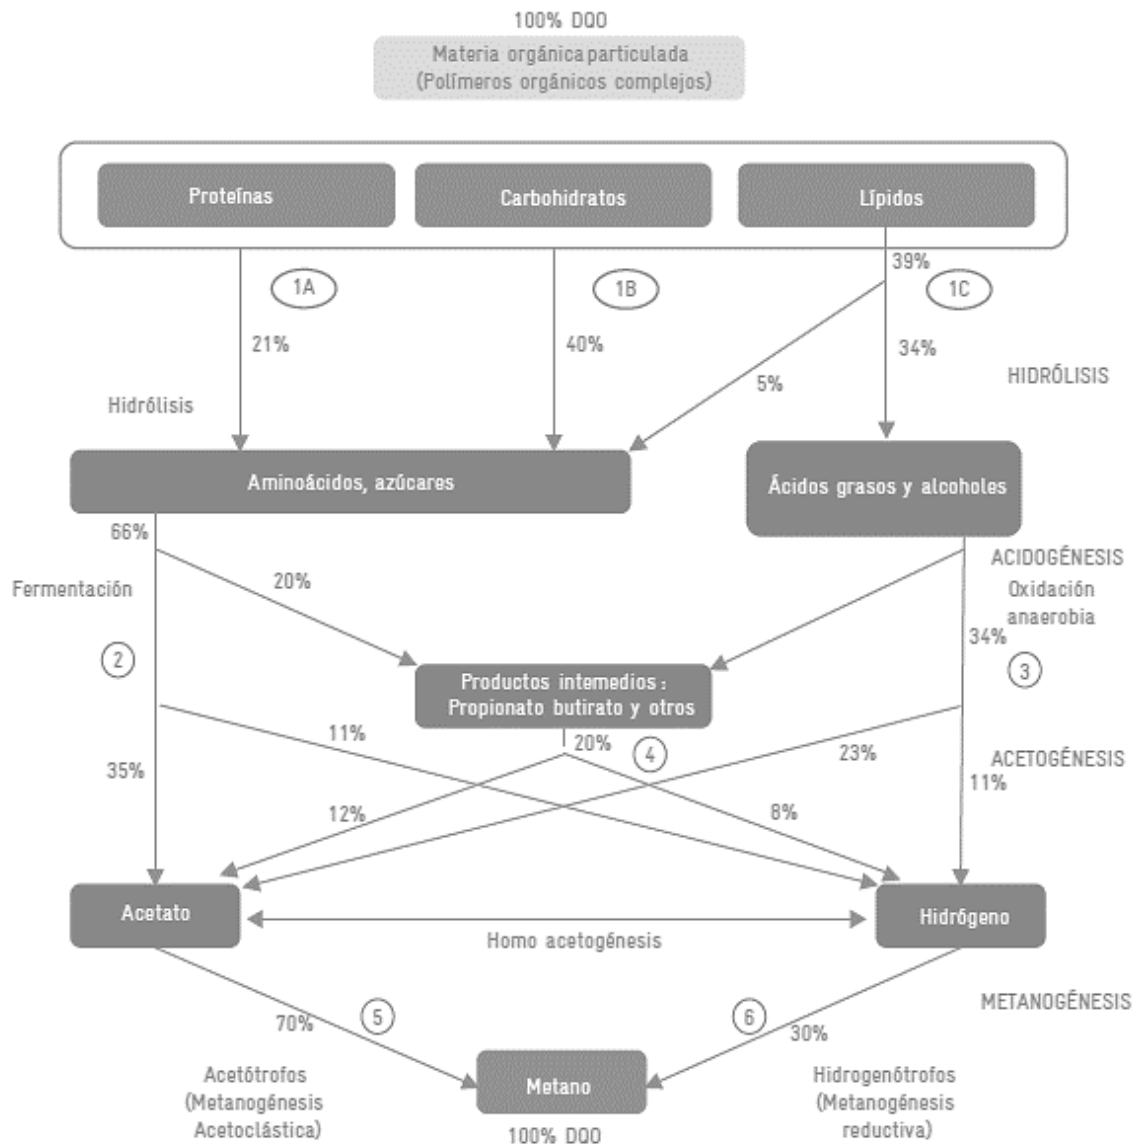 100% DQO
Materia orgánica particulada
(Polímeros orgánicos complejos)
Proteínas
Carbohidratos
Lípidos
39%
1A
1B
1C
21%
40%
34%
5%
HIDRÓLISIS
Hidrólisis
Aminoácidos, azúcares
Ácidos grasos y alcoholes
66%
ACIDOGÉNESIS
Fermentación
20%
Oxidación
anaerobia
34%
2
3
Productos intemedios :
Propionato butirato y otros
11%
20%
4
23%
ACETOGÉNESIS
35%
11%
12%
8%
Acetato
Hidrógeno
Homo acetogénesis
METANOGÉNESIS
5
6
70%
30%
Acetótrofos
(Metanogénesis
Acetoclástica)
Metano
Hidrogenótrofos
(Metanogénesis
reductiva)
100% DQO